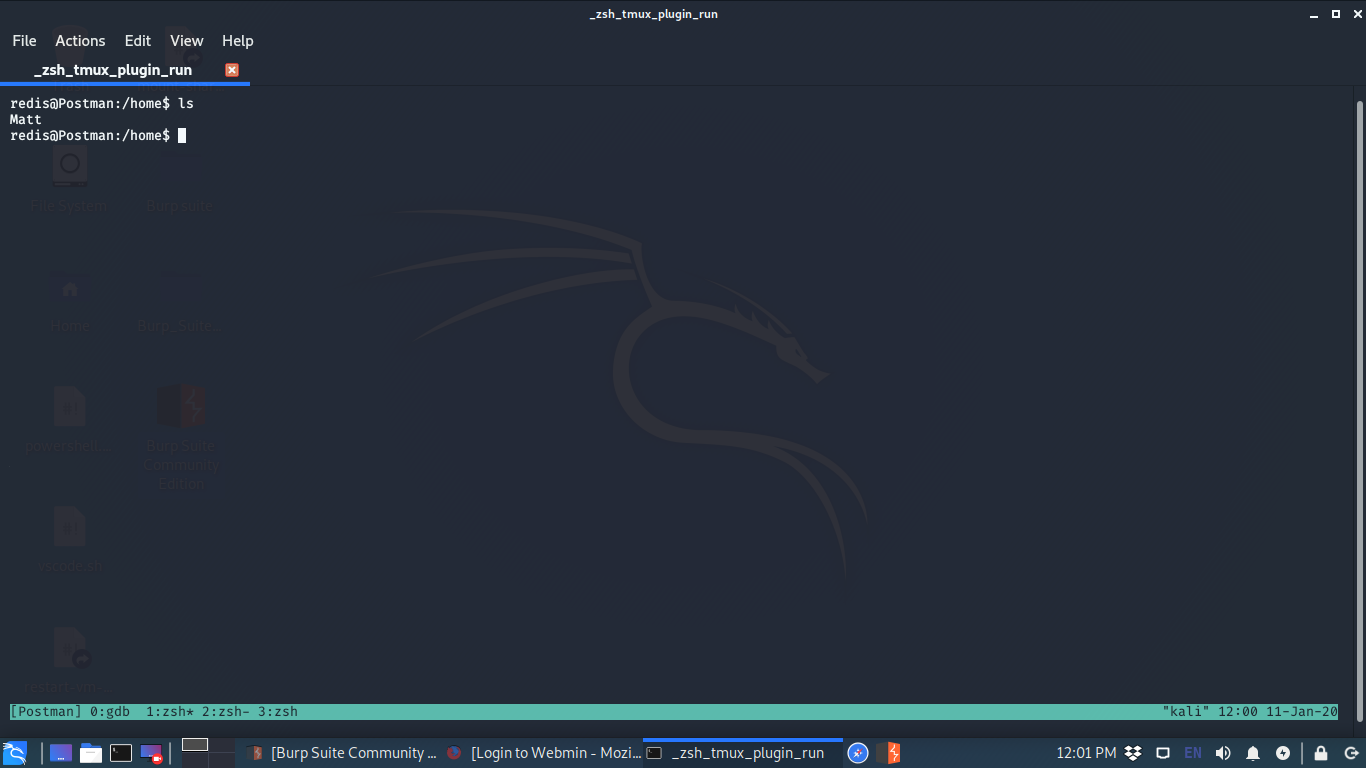 _zsh_tmux_plugin_run
File Actions Edit View Help
_zsh_tmux_plugin_run
redis@Postman:/home$ ls
Matt
redis@Postman:/home$
File System
Burp suite
Home
Burp_Suite...
powershell...
Burp Suite
Community
Edition
vscode.sh
restart-vm-...
[Postman] 0:gdb 1:zsh* 2:zsh- 3:zsh
"kali" 12:00 11-Jan-20
[Burp Suite Community ...
[Login to Webmin - Mozi...
_zsh_tmux_plugin_run
12:01 PM
EN